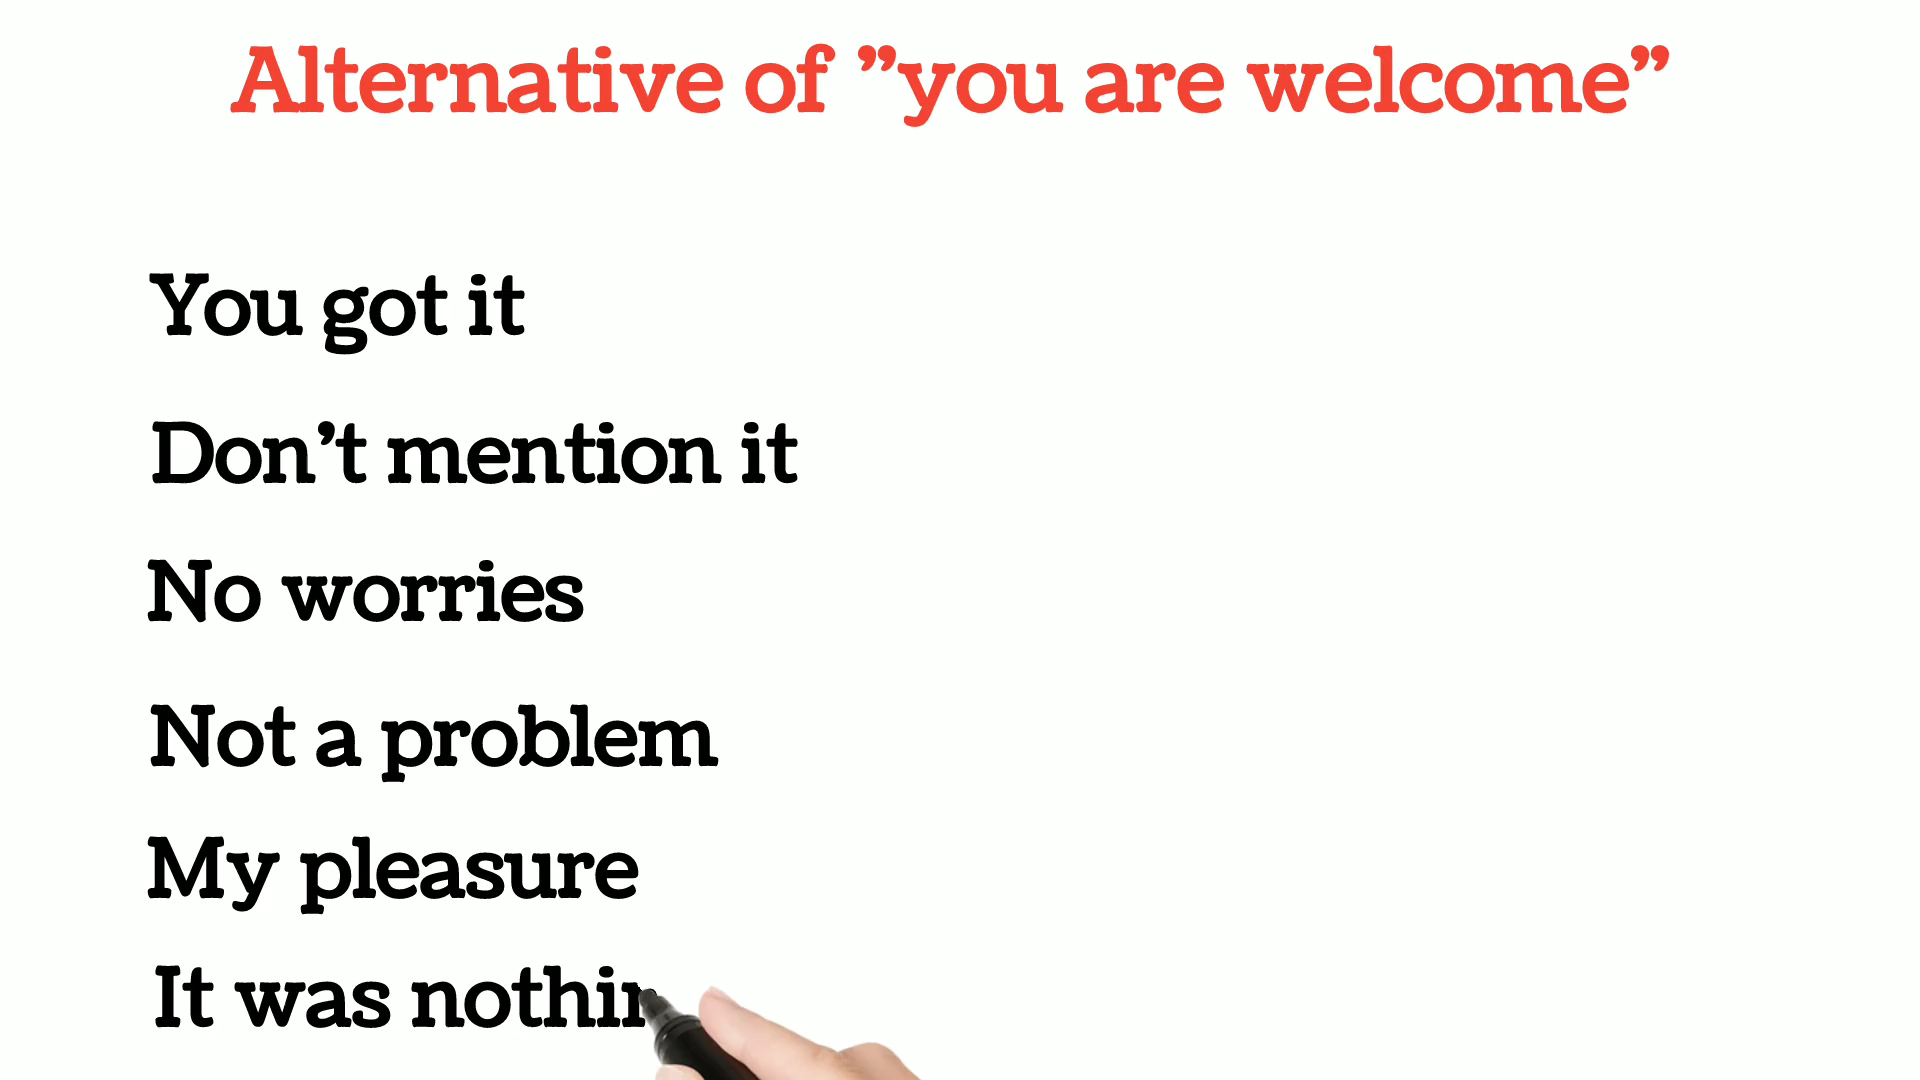 Alternative of ”you are welcome”
You got it
Don’t mention it
No worries
Not a problem
My pleasure
It was